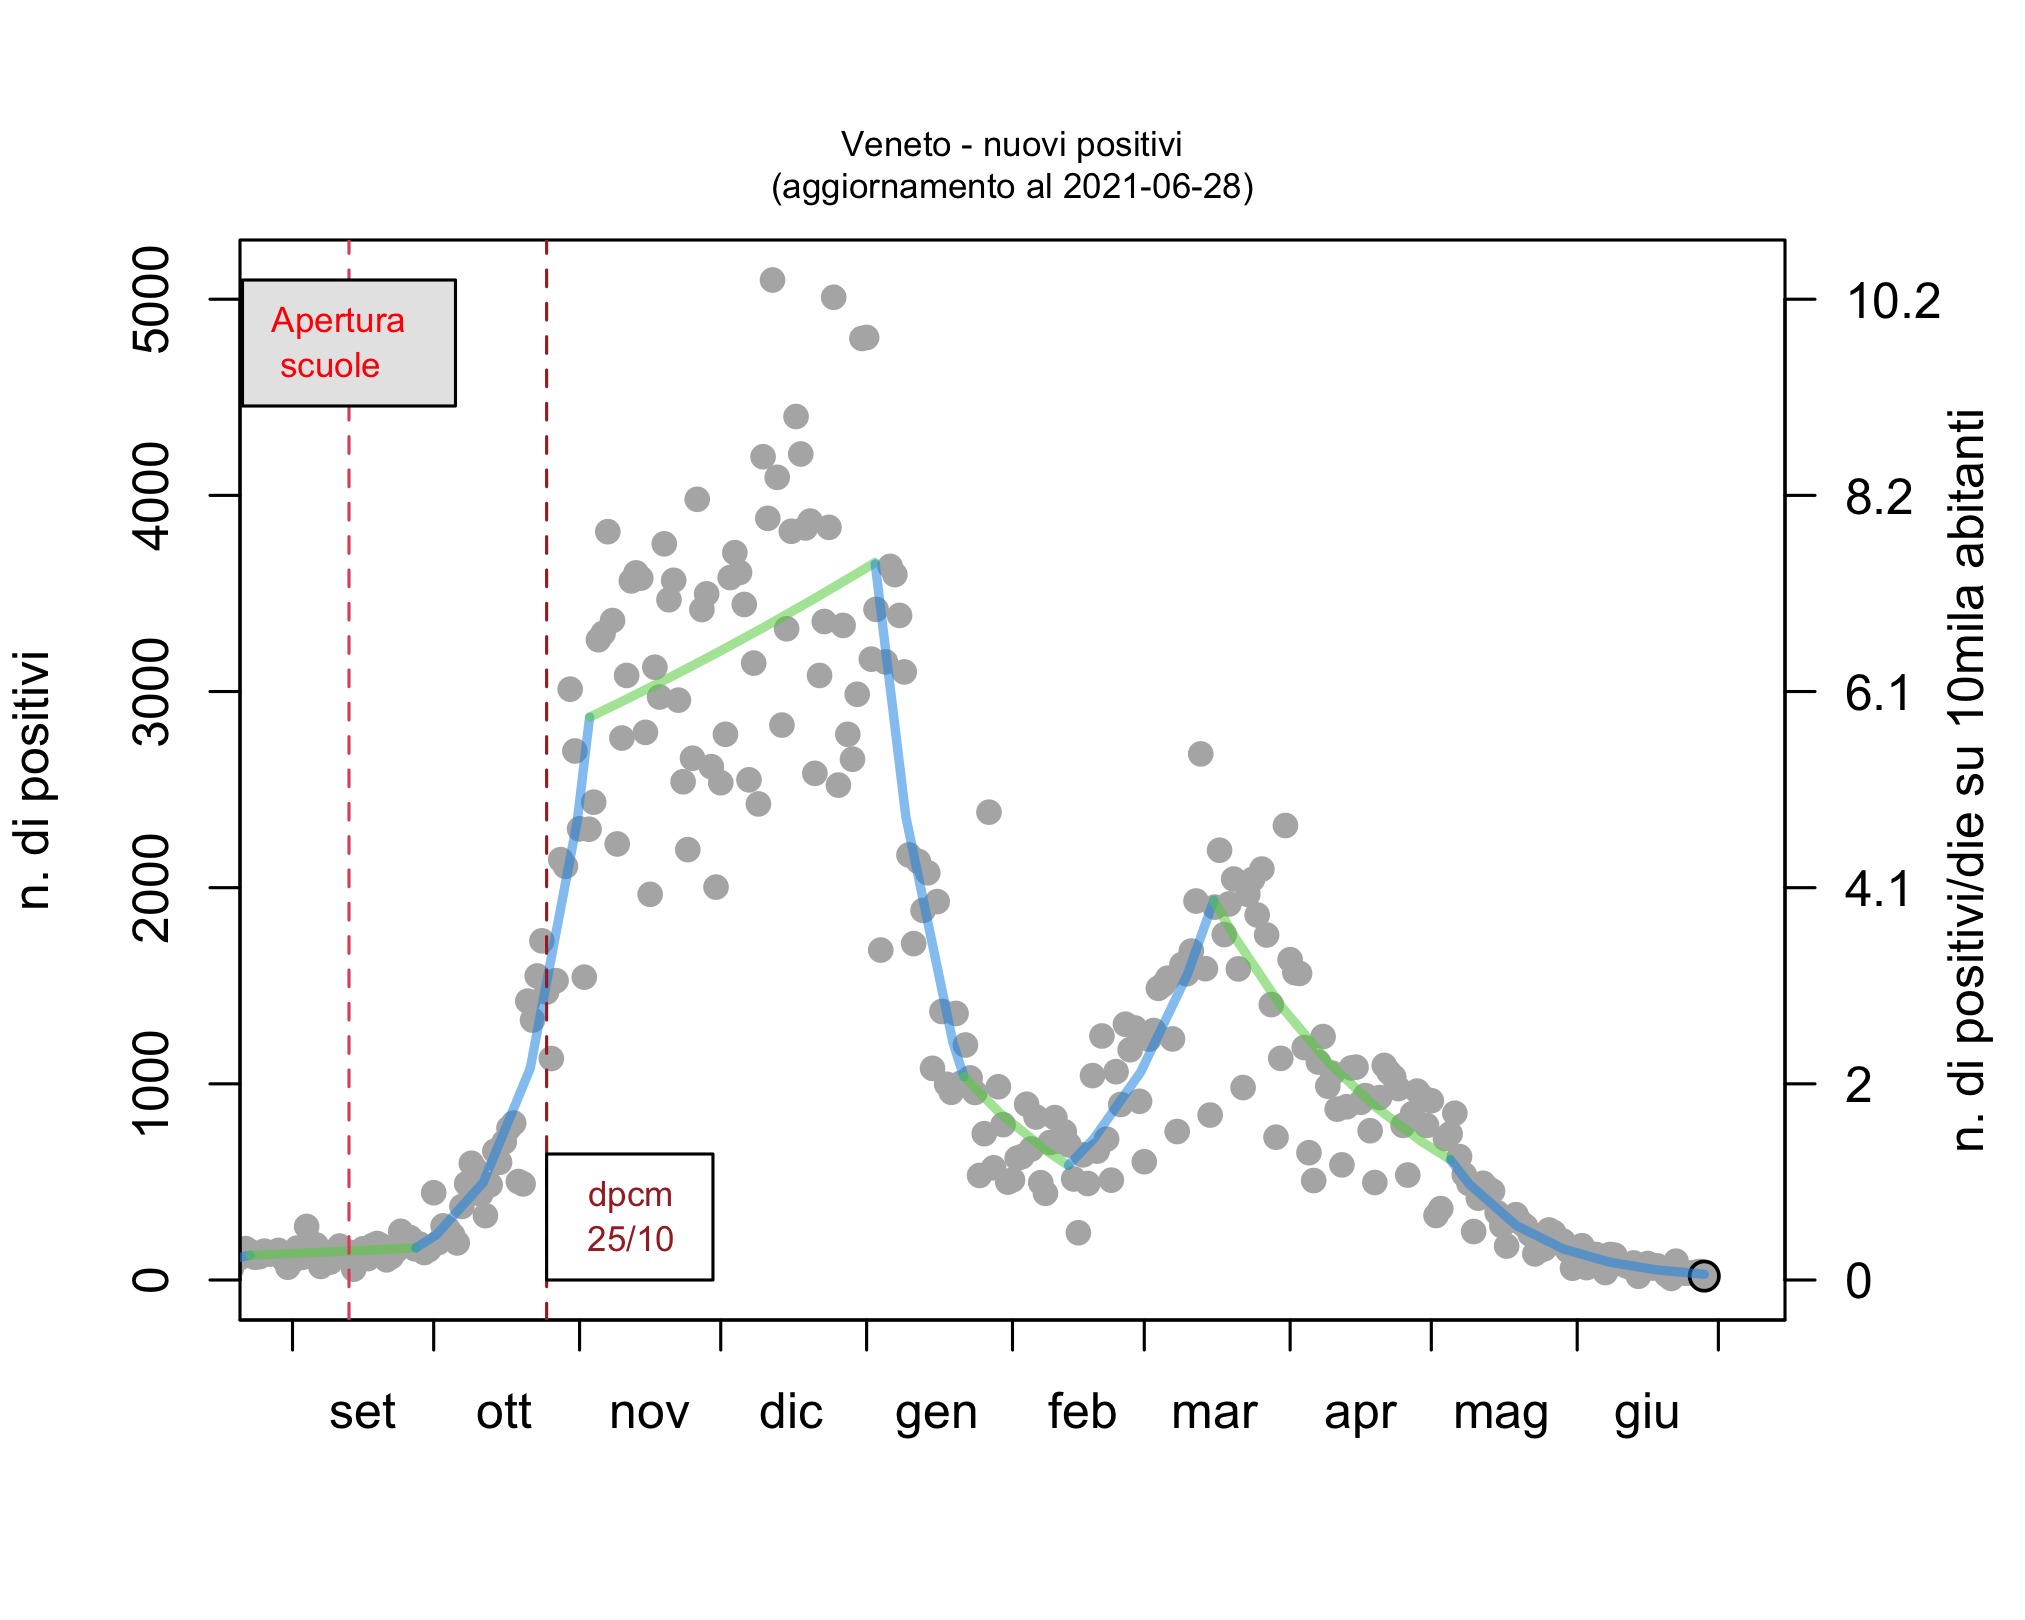 Veneto - nuovi positivi
(aggiornamento al 2021-06-28)
n. di positivi
5000
4000
3000
2000
1000
0
Apertura
scuole
dpcm
25/10
10.2
8.2
6.1
4.1
2
0
n. di positivi/die su 10mila abitanti
set ott nov dic gen feb mar apr mag giu